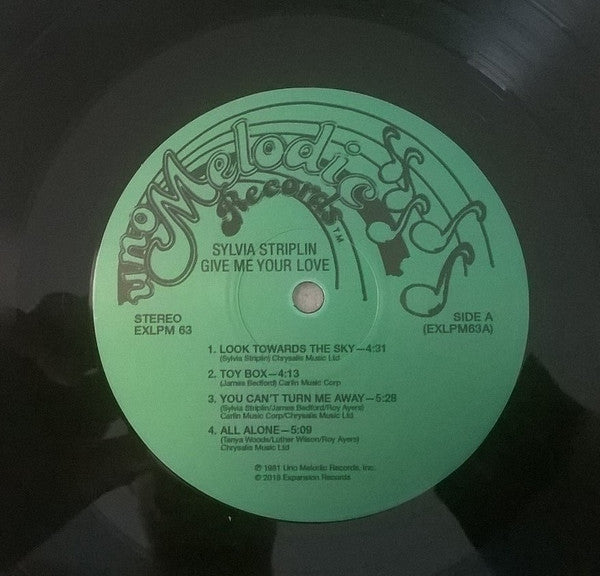 Uno Melodic
Records™
SYLVIA STRIPLIN
GIVE ME YOUR LOVE
STEREO
EXLPM 63
SIDE A
(EXLPM63A)
1. LOOK TOWARDS THE SKY—4:31
(Sylvia Striplin) Chrysalis Music Ltd
2. TOY BOX—4:13
(James Bedford) Carlin Music Corp
3. YOU CAN'T TURN ME AWAY—5:28
(Sylvia Striplin/James Bedford/Roy Ayers)
Carlin Music Corp/Chrysalis Music Ltd
4. ALL ALONE—5:09
(Tanya Woods/Luther Wilson/Roy Ayers)
Chrysalis Music Ltd
℗ 1981 Uno Melodic Records, Inc.
© 2018 Expansion Records